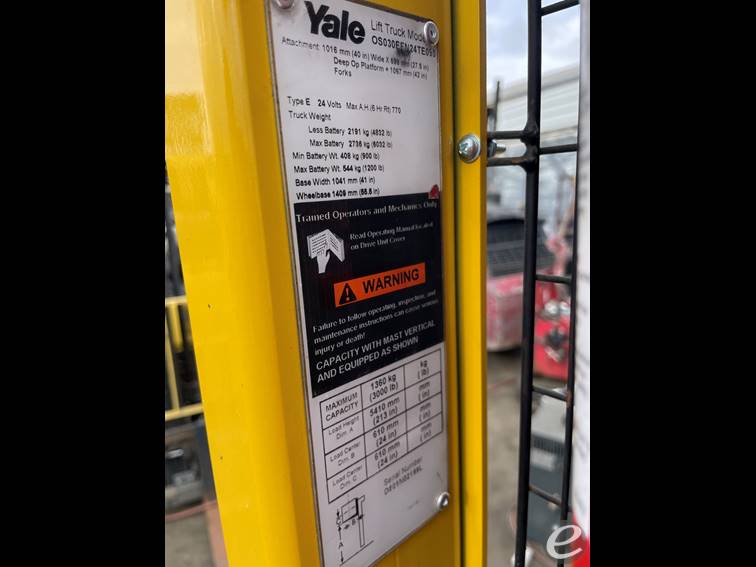 Yale
Lift Truck Model
OS030EFN24TE095
Attachment: 1016 mm (40 in) Wide X 699 mm (27.5 in)
Deep Op Platform + 1067 mm (42 in)
Forks
Type E 24 Volts Max A.H.(6 Hr Rt) 770
Truck Weight
Less Battery 2191 kg (4832 lb)
Max Battery 2736 kg (6032 lb)
Min Battery Wt. 408 kg (900 lb)
Max Battery Wt. 544 kg (1200 lb)
Base Width 1041 mm (41 in)
Wheelbase 1409 mm (55.5 in)
Trained Operators and Mechanics Only
Read Operating Manual located
on Drive Unit Cover
WARNING
Failure to follow operating, inspection, and
maintenance instructions can cause serious
injury or death!
CAPACITY WITH MAST VERTICAL
AND EQUIPPED AS SHOWN
MAXIMUM CAPACITY 1360 kg (3000 lb) kg (lb)
Load Height Dim. A 5410 mm (213 in) mm (in)
Load Center Dim. B 610 mm (24 in) mm (in)
Load Center Dim. C 610 mm (24 in) mm (in)
Serial Number
B
A
e